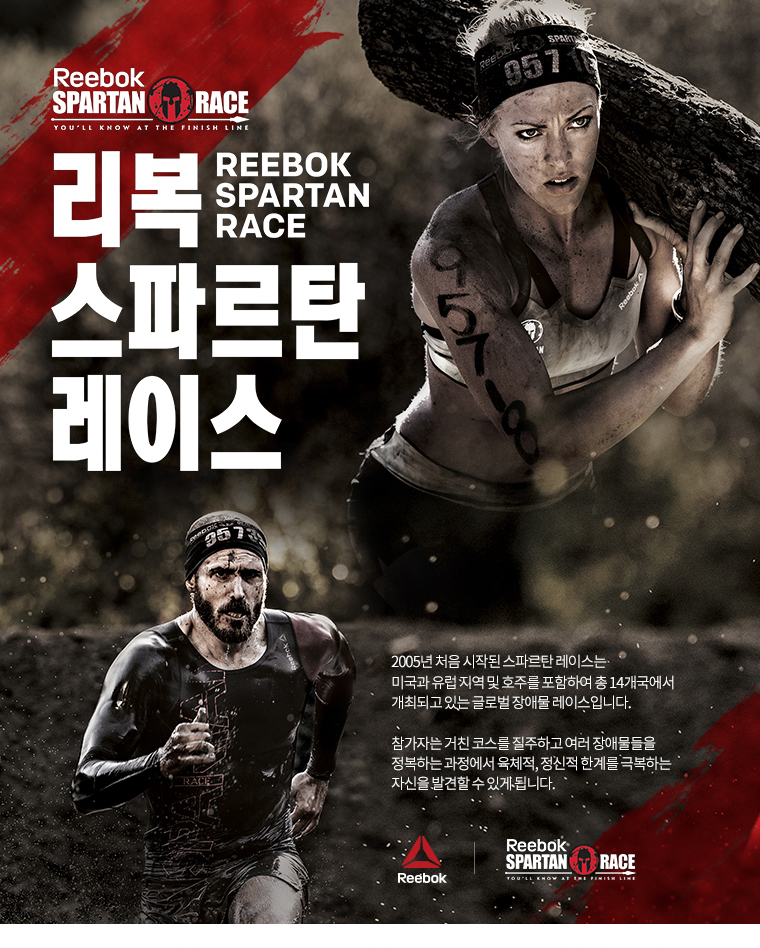 Reebok
SPARTAN RACE
YOU'LL KNOW AT THE FINISH LINE
리복
REEBOK
SPARTAN
RACE
스파르탄
레이스
Reebok SPART
957
Reebok
95718
Reebok
957
Reebok
RACE
2005년 처음 시작된 스파르탄 레이스는
미국과 유럽 지역 및 호주를 포함하여 총 14개국에서
개최되고 있는 글로벌 장애물 레이스입니다.
참가자는 거친 코스를 질주하고 여러 장애물들을
정복하는 과정에서 육체적, 정신적 한계를 극복하는
자신을 발견할 수 있게 됩니다.
Reebok
Reebok
SPARTAN RACE
YOU'LL KNOW AT THE FINISH LINE